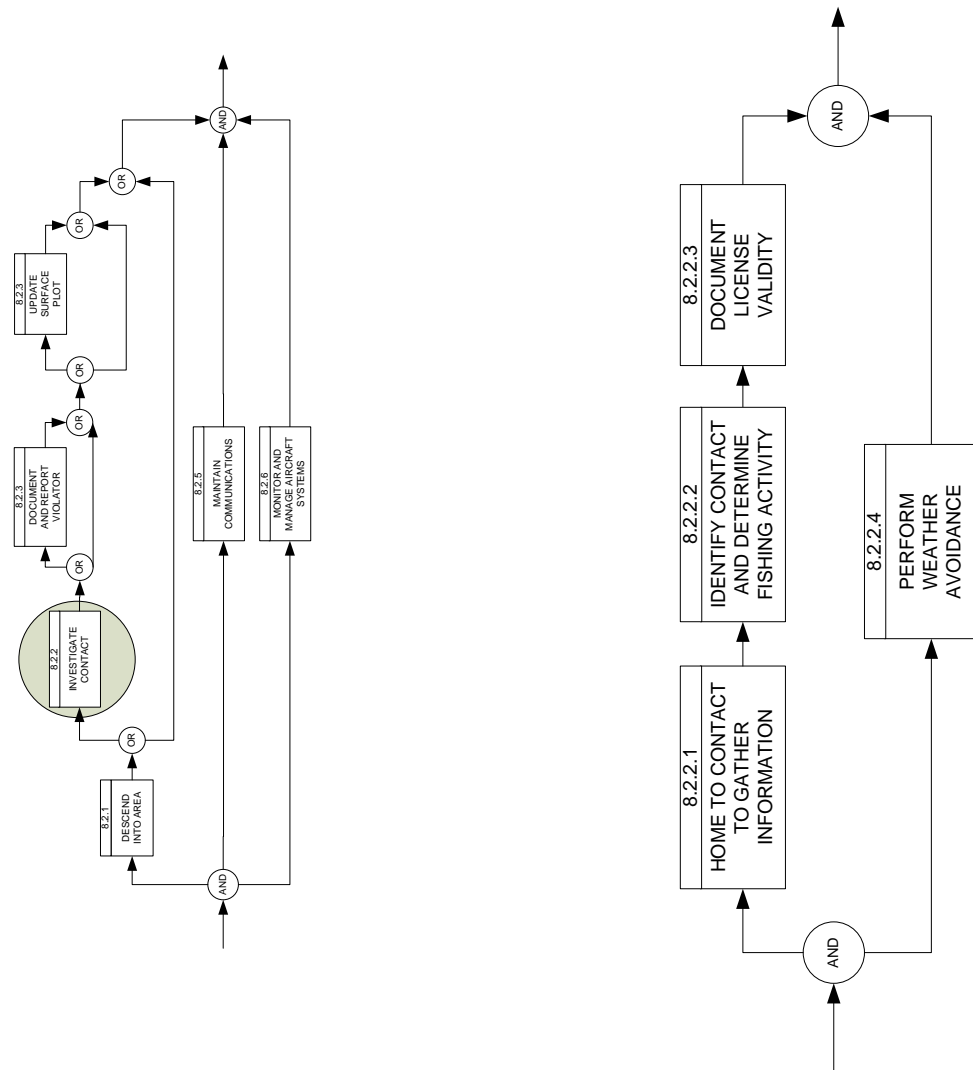 AND
8.2.1
DESCEND
INTO AREA
OR
8.2.2
INVESTIGATE
CONTACT
OR
8.2.3
DOCUMENT
AND REPORT
VIOLATOR
OR
OR
8.2.3
UPDATE
SURFACE
PLOT
OR
OR
8.2.5
MAINTAIN
COMMUNICATIONS
8.2.6
MONITOR AND
MANAGE AIRCRAFT
SYSTEMS
AND
AND
8.2.2.1
HOME TO CONTACT
TO GATHER
INFORMATION
8.2.2.2
IDENTIFY CONTACT
AND DETERMINE
FISHING ACTIVITY
8.2.2.3
DOCUMENT
LICENSE
VALIDITY
8.2.2.4
PERFORM
WEATHER
AVOIDANCE
AND